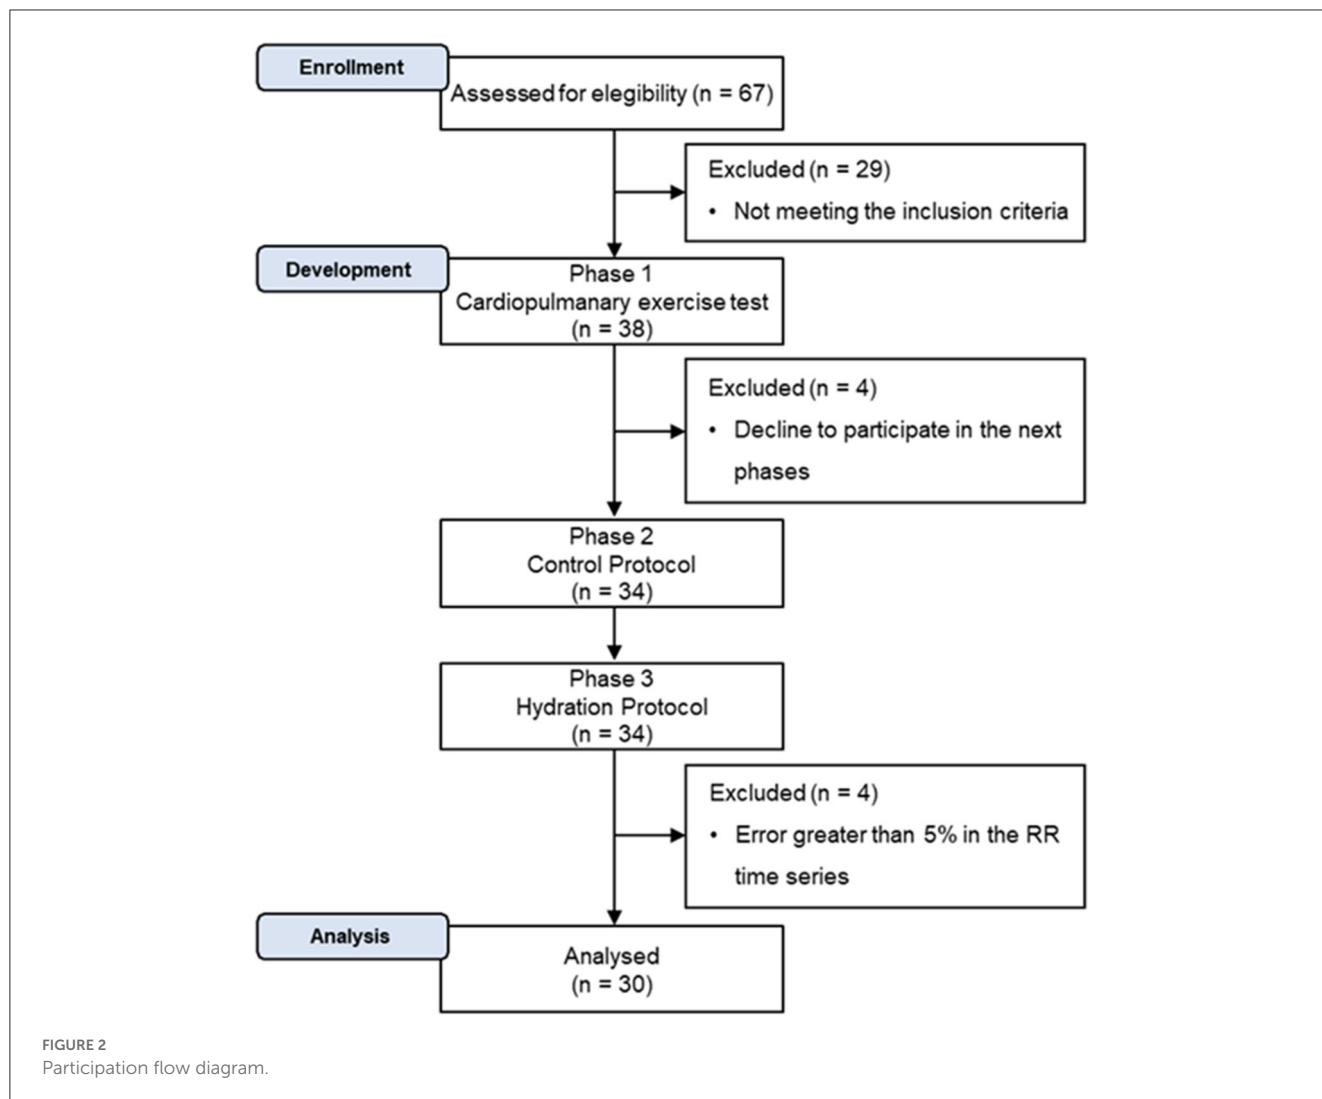 Enrollment
Assessed for elegibility (n = 67)
Excluded (n = 29)
• Not meeting the inclusion criteria
Development
Phase 1
Cardiopulmanary exercise test
(n = 38)
Excluded (n = 4)
• Decline to participate in the next
phases
Phase 2
Control Protocol
(n = 34)
Phase 3
Hydration Protocol
(n = 34)
Excluded (n = 4)
• Error greater than 5% in the RR
time series
Analysis
Analysed
(n = 30)
FIGURE 2
Participation flow diagram.